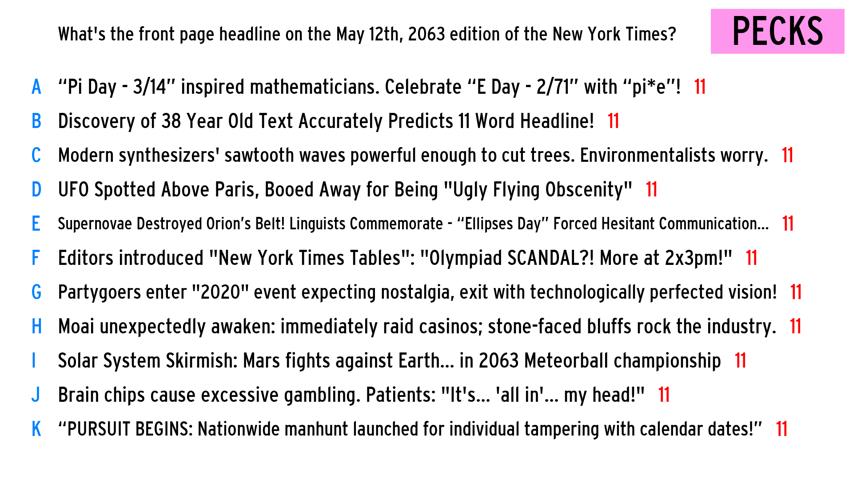 What's the front page headline on the May 12th, 2063 edition of the New York Times?
PECKS
A “Pi Day - 3/14” inspired mathematicians. Celebrate “E Day - 2/71” with “pi*e”! 11
B Discovery of 38 Year Old Text Accurately Predicts 11 Word Headline! 11
C Modern synthesizers' sawtooth waves powerful enough to cut trees. Environmentalists worry. 11
D UFO Spotted Above Paris, Booed Away for Being "Ugly Flying Obscenity" 11
E Supernovae Destroyed Orion’s Belt! Linguists Commemorate - “Ellipses Day” Forced Hesitant Communication... 11
F Editors introduced "New York Times Tables": "Olympiad SCANDAL?! More at 2x3pm!" 11
G Partygoers enter "2020" event expecting nostalgia, exit with technologically perfected vision! 11
H Moai unexpectedly awaken: immediately raid casinos; stone-faced bluffs rock the industry. 11
I Solar System Skirmish: Mars fights against Earth... in 2063 Meteorball championship 11
J Brain chips cause excessive gambling. Patients: "It's... 'all in'... my head!" 11
K “PURSUIT BEGINS: Nationwide manhunt launched for individual tampering with calendar dates!” 11